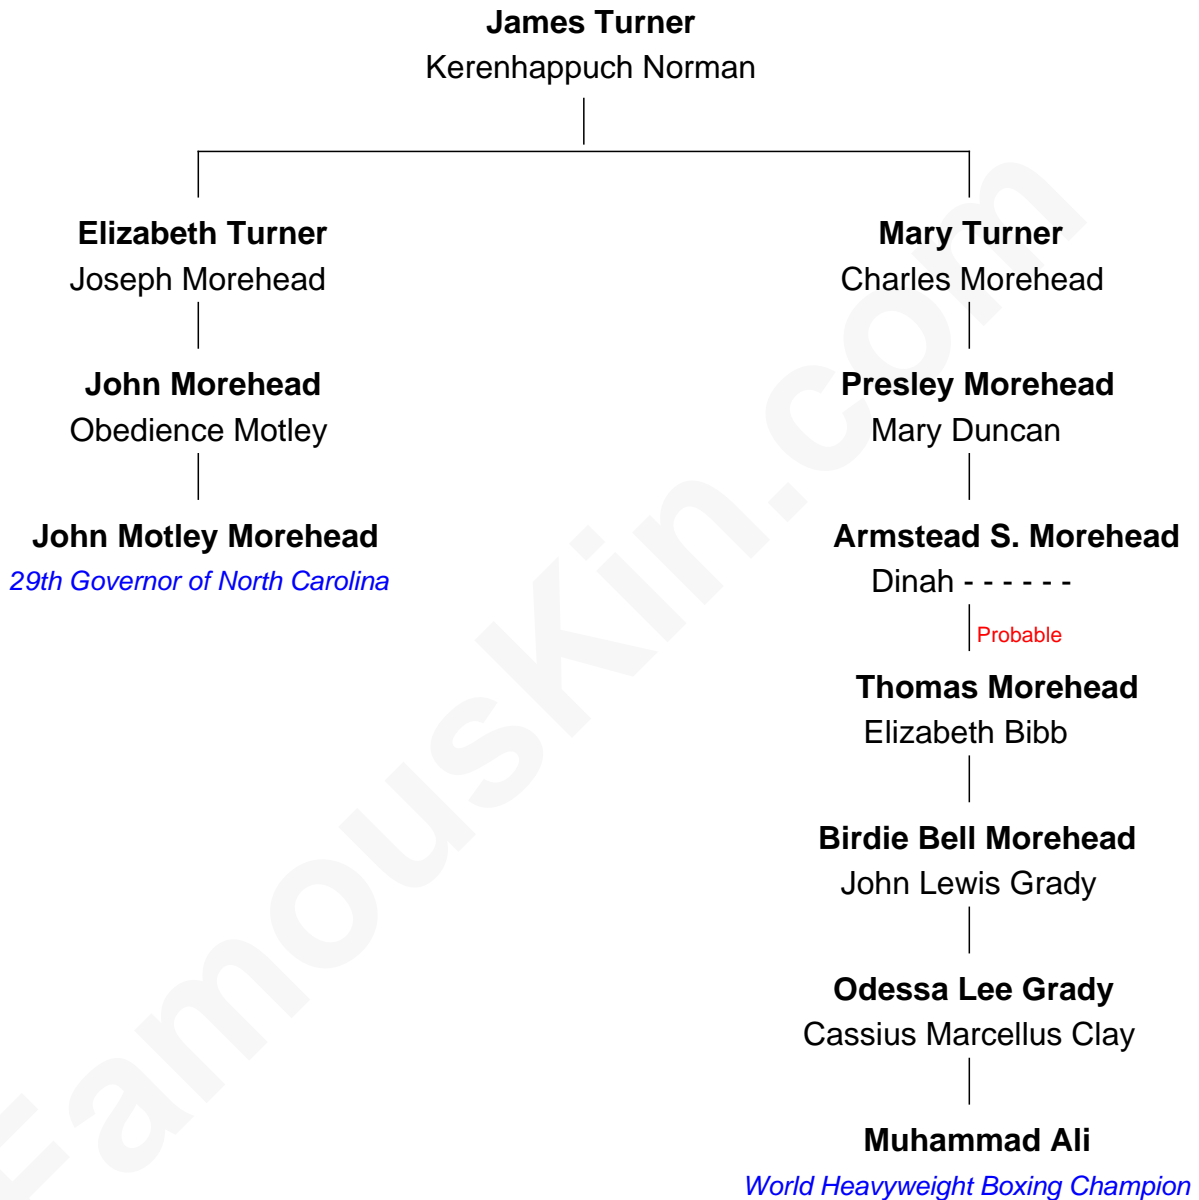 James Turner
Kerenhappuch Norman
Elizabeth Turner
Joseph Morehead
John Morehead
Obedience Motley
John Motley Morehead
29th Governor of North Carolina
Mary Turner
Charles Morehead
Presley Morehead
Mary Duncan
Armstead S. Morehead
Dinah - - - - - -
Probable
Thomas Morehead
Elizabeth Bibb
Birdie Bell Morehead
John Lewis Grady
Odessa Lee Grady
Cassius Marcellus Clay
Muhammad Ali
World Heavyweight Boxing Champion
FamousKin.com